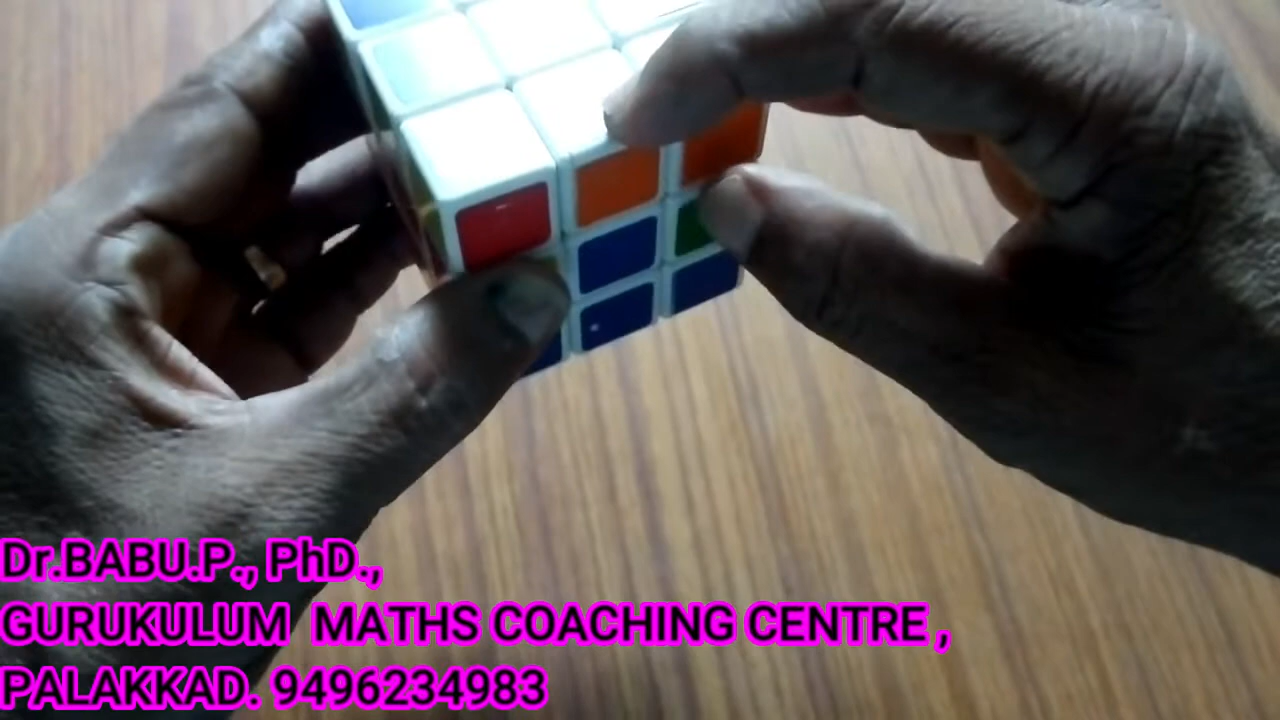 Dr.BABU.P., PhD.,
GURUKULUM MATHS COACHING CENTRE ,
PALAKKAD. 9496234983